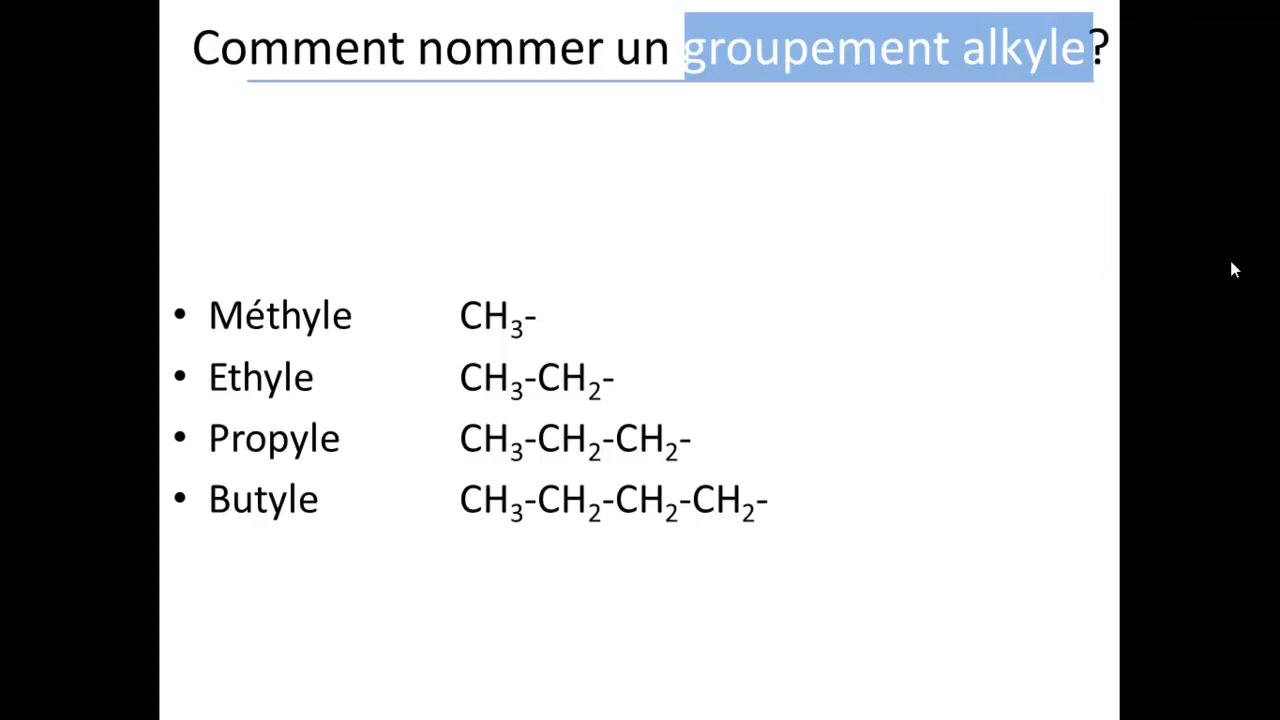 Comment nommer un groupement alkyle?
• Méthyle CH₃-
• Ethyle CH₃-CH₂-
• Propyle CH₃-CH₂-CH₂-
• Butyle CH₃-CH₂-CH₂-CH₂-